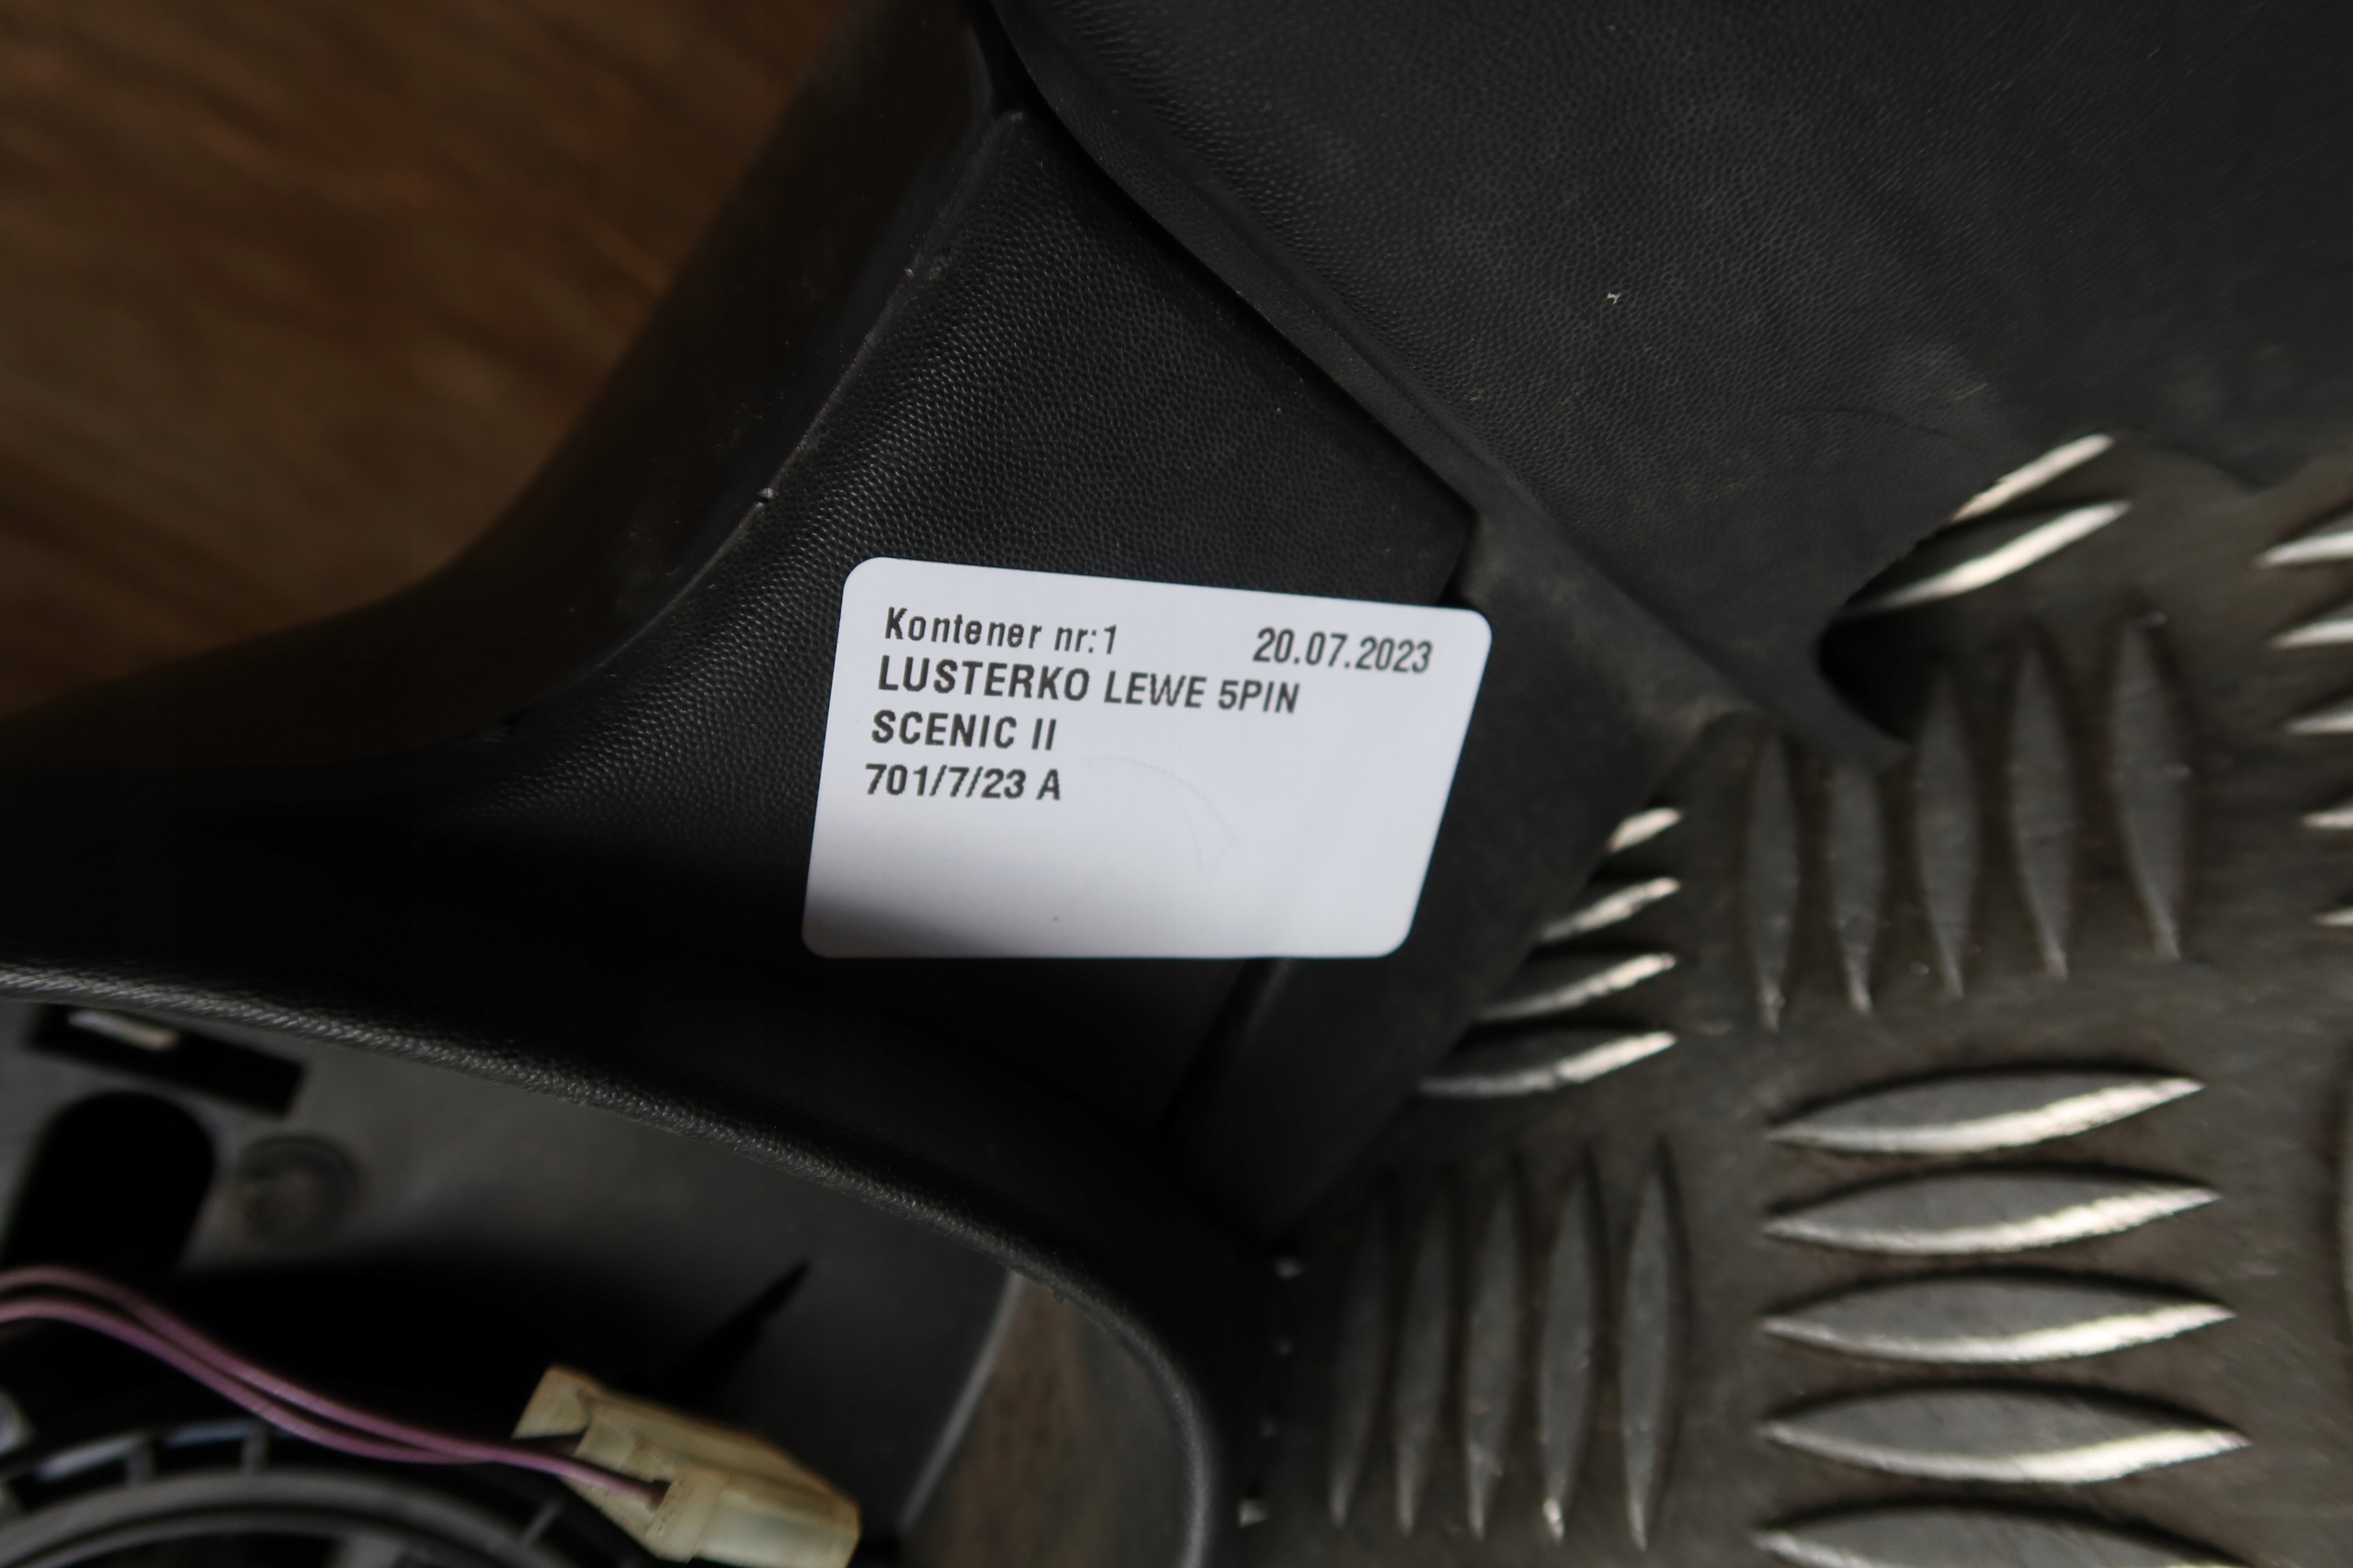 Kontener nr:1 20.07.2023
LUSTERKO LEWE 5PIN
SCENIC II
701/7/23 A